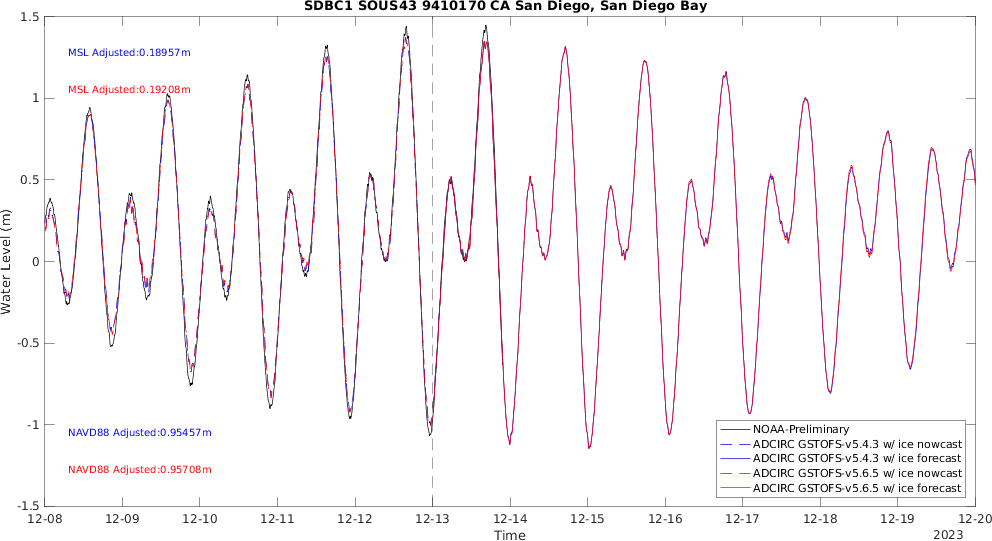 SDBC1 SOUS43 9410170 CA San Diego, San Diego Bay
1.5
MSL Adjusted:0.18957m
MSL Adjusted:0.19208m
1
0.5
Water Level (m)
0
-0.5
-1
NAVD88 Adjusted:0.95457m
NAVD88 Adjusted:0.95708m
NOAA-Preliminary
ADCIRC GSTOFS-v5.4.3 w/ ice nowcast
ADCIRC GSTOFS-v5.4.3 w/ ice forecast
ADCIRC GSTOFS-v5.6.5 w/ ice nowcast
ADCIRC GSTOFS-v5.6.5 w/ ice forecast
-1.5
12-08 12-09 12-10 12-11 12-12 12-13 12-14 12-15 12-16 12-17 12-18 12-19 12-20
Time
2023